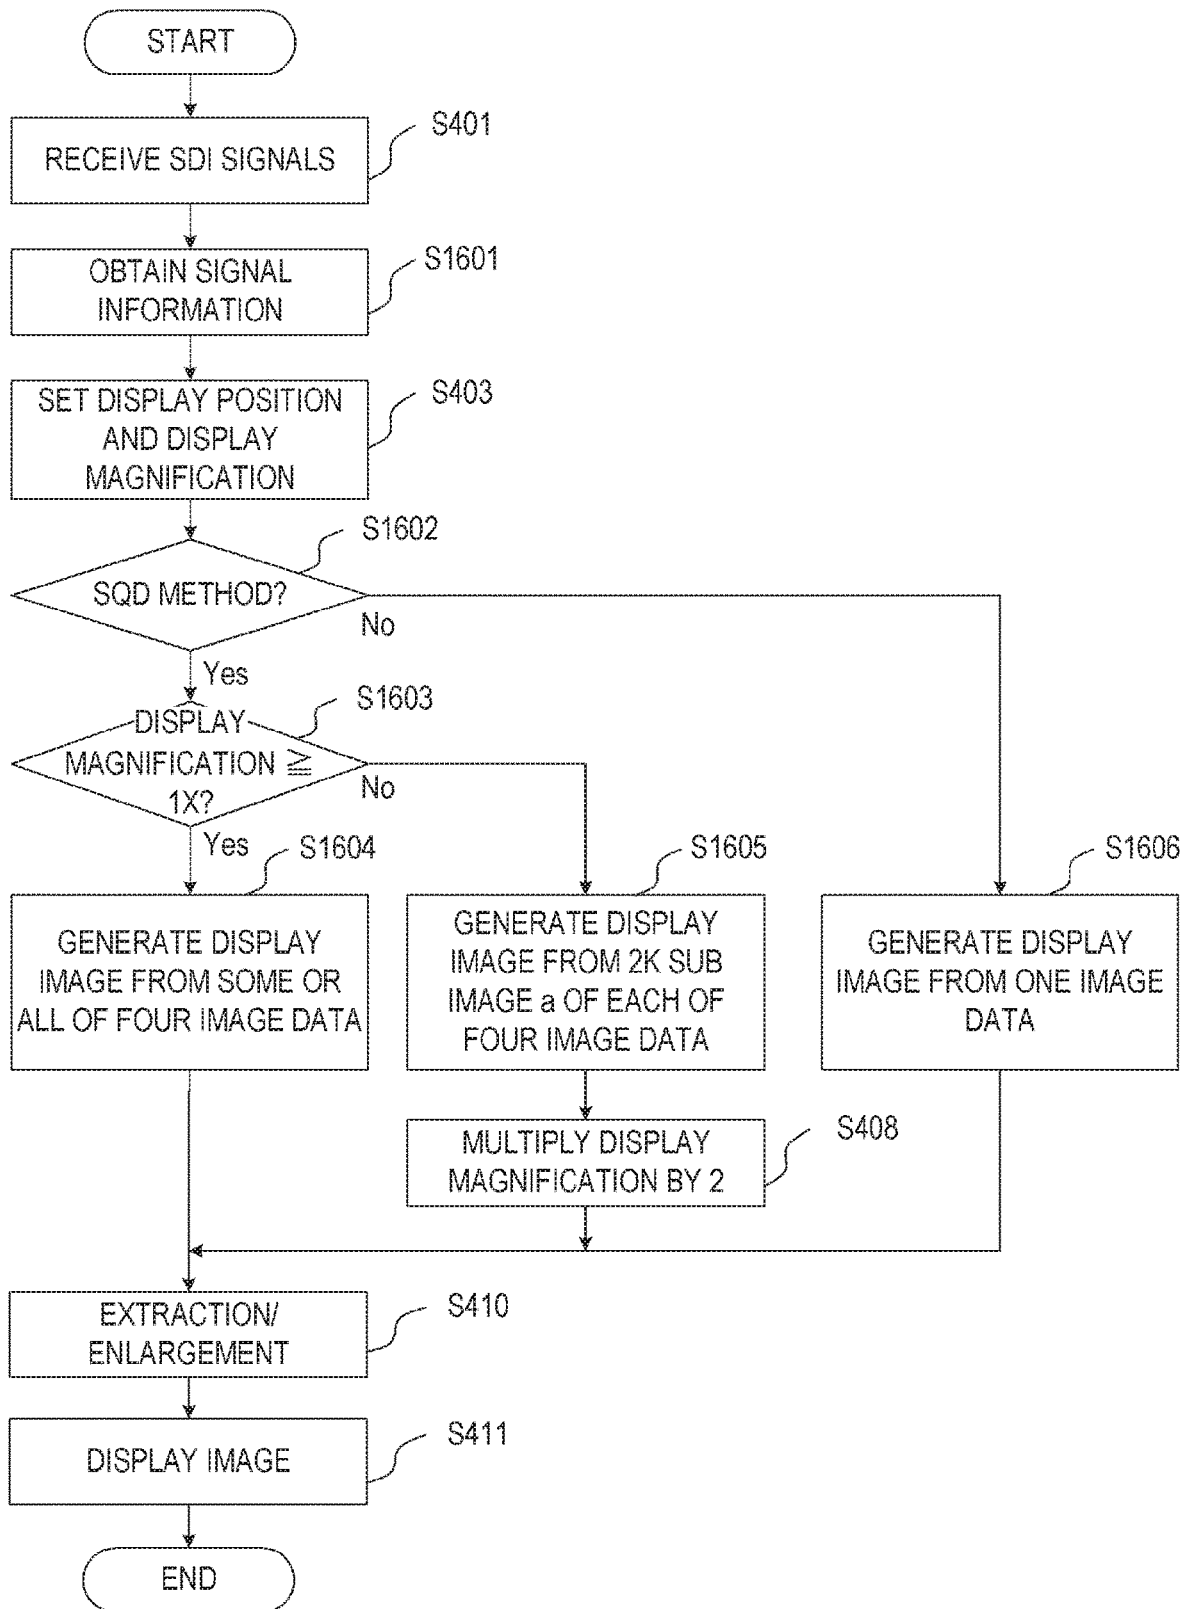 START
RECEIVE SDI SIGNALS
S401
OBTAIN SIGNAL
INFORMATION
S1601
SET DISPLAY POSITION
AND DISPLAY
MAGNIFICATION
S403
SQD METHOD?
S1602
No
Yes
DISPLAY
MAGNIFICATION ≧
1X?
S1603
No
Yes
GENERATE DISPLAY
IMAGE FROM SOME OR
ALL OF FOUR IMAGE DATA
S1604
GENERATE DISPLAY
IMAGE FROM 2K SUB
IMAGE a OF EACH OF
FOUR IMAGE DATA
S1605
GENERATE DISPLAY
IMAGE FROM ONE IMAGE
DATA
S1606
MULTIPLY DISPLAY
MAGNIFICATION BY 2
S408
EXTRACTION/
ENLARGEMENT
S410
DISPLAY IMAGE
S411
END